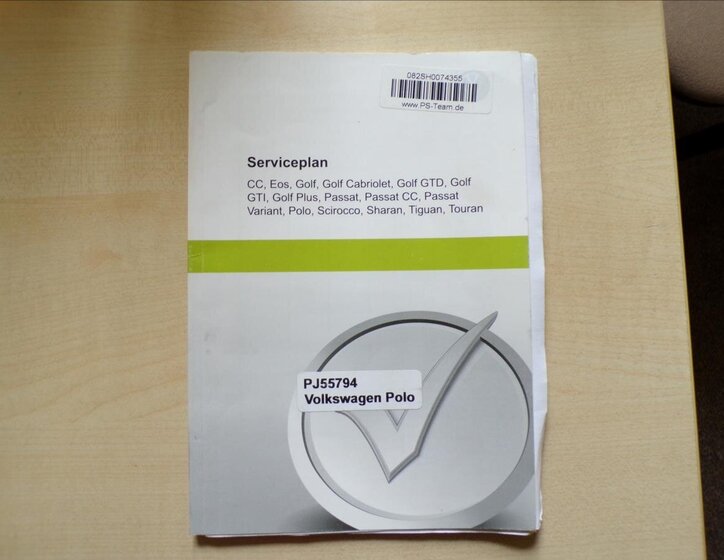 082SH0074355
www.PS-Team.de
Serviceplan
CC, Eos, Golf, Golf Cabriolet, Golf GTD, Golf
GTI, Golf Plus, Passat, Passat CC, Passat
Variant, Polo, Scirocco, Sharan, Tiguan, Touran
PJ55794
Volkswagen Polo